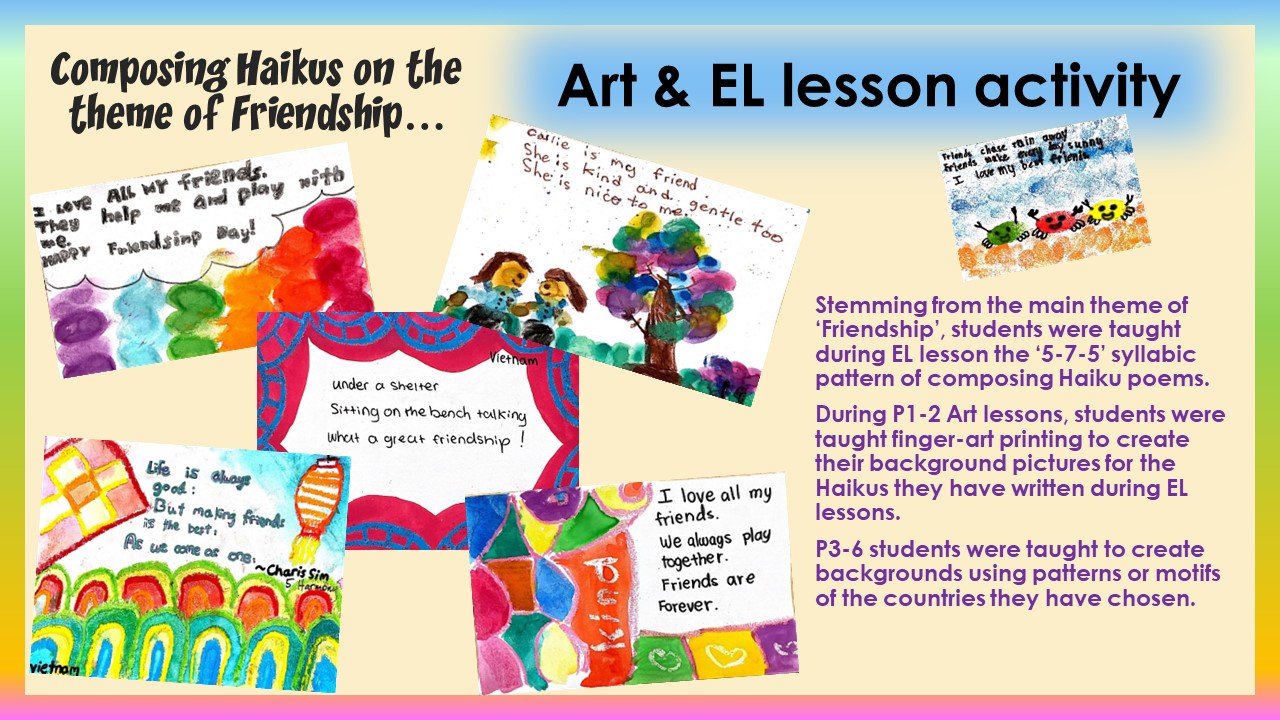 Composing Haikus on the
theme of Friendship...
Art & EL lesson activity
I LOVE ALL MY friends.
They help me and play with
me.
HAPPY Friendsinp Day!
Callie is my friend.
She is kind and gentle too
She is nice to me.
Friends chase rain away
Friends make every day sunny
I love my best friend
Vietnam
under a shelter
Sitting on the bench talking
what a great friendship !
Life is always
good:
But making friends
is the best,
As we come as one.
~Charis Sim
5 Harmony
vietnam
I love all my
friends.
We always play
together.
Friends are
Forever.
kind
Stemming from the main theme of
‘Friendship’, students were taught
during EL lesson the ‘5-7-5’ syllabic
pattern of composing Haiku poems.
During P1-2 Art lessons, students were
taught finger-art printing to create
their background pictures for the
Haikus they have written during EL
lessons.
P3-6 students were taught to create
backgrounds using patterns or motifs
of the countries they have chosen.